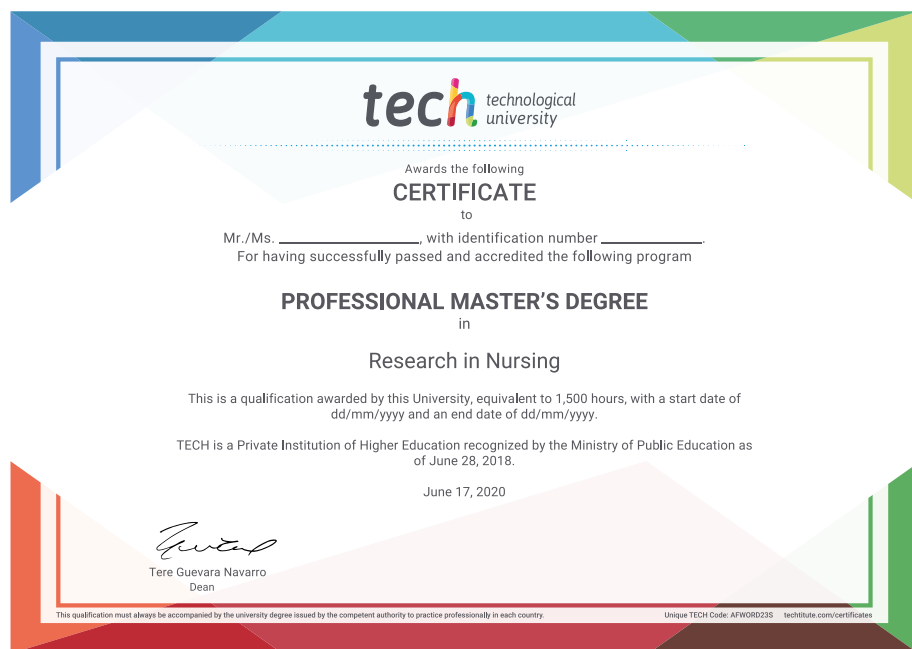 tech technological
university
Awards the following
CERTIFICATE
to
Mr./Ms. ____________________, with identification number ______________.
For having successfully passed and accredited the following program
PROFESSIONAL MASTER'S DEGREE
in
Research in Nursing
This is a qualification awarded by this University, equivalent to 1,500 hours, with a start date of
dd/mm/yyyy and an end date of dd/mm/yyyy.
TECH is a Private Institution of Higher Education recognized by the Ministry of Public Education as
of June 28, 2018.
June 17, 2020
Tere Guevara Navarro
Dean
This qualification must always be accompanied by the university degree issued by the competent authority to practice professionally in each country. Unique TECH Code: AFWORD23S techtitute.com/certificates